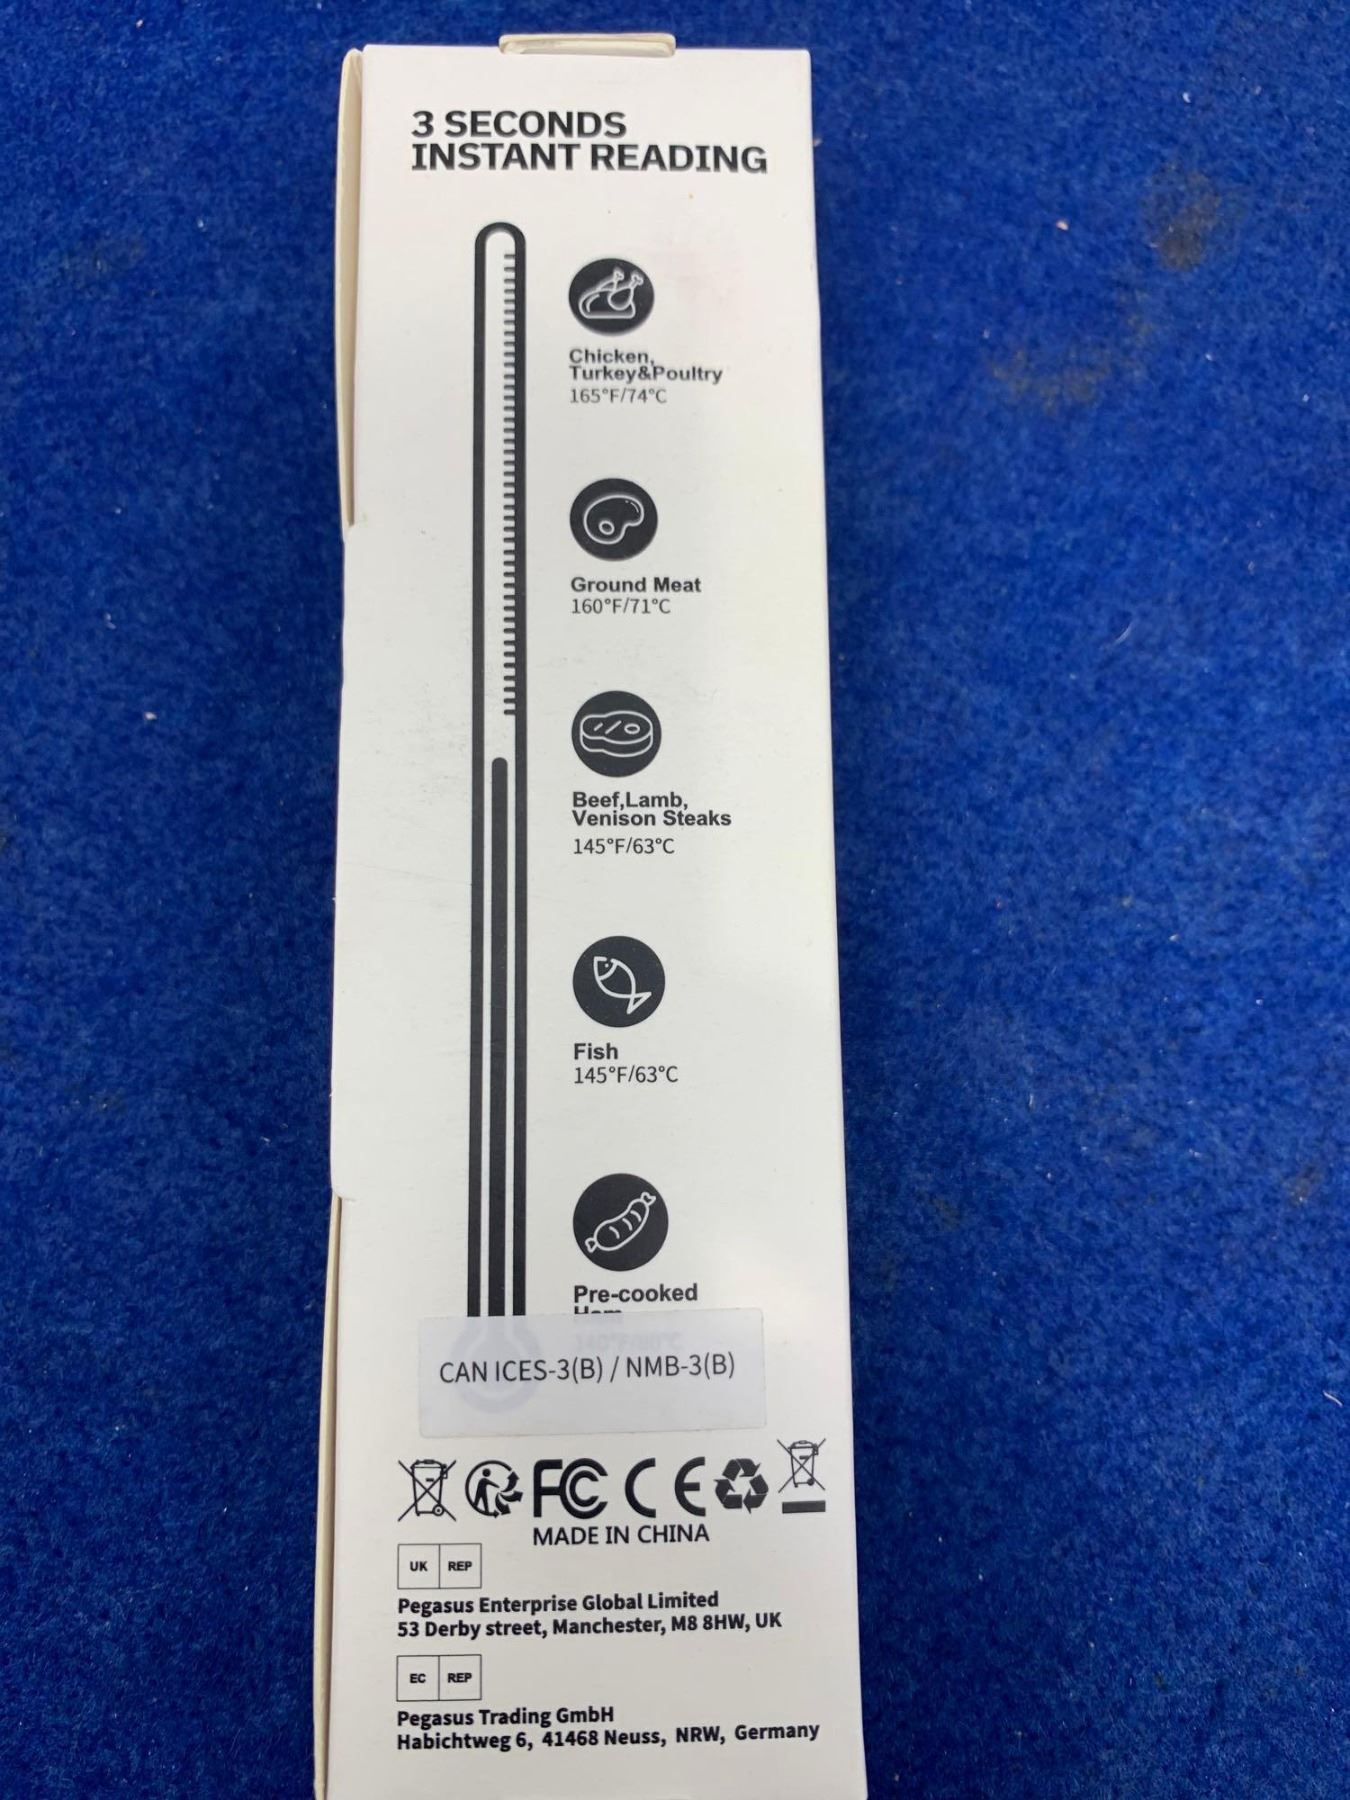 3 SECONDS
INSTANT READING
Chicken,
Turkey&Poultry
165°F/74°C
Ground Meat
160°F/71°C
Beef,Lamb,
Venison Steaks
145°F/63°C
Fish
145°F/63°C
Pre-cooked
Ham
140°F/60°C
CAN ICES-3(B) / NMB-3(B)
FC CE
MADE IN CHINA
UK REP
Pegasus Enterprise Global Limited
53 Derby street, Manchester, M8 8HW, UK
EC REP
Pegasus Trading GmbH
Habichtweg 6, 41468 Neuss, NRW, Germany